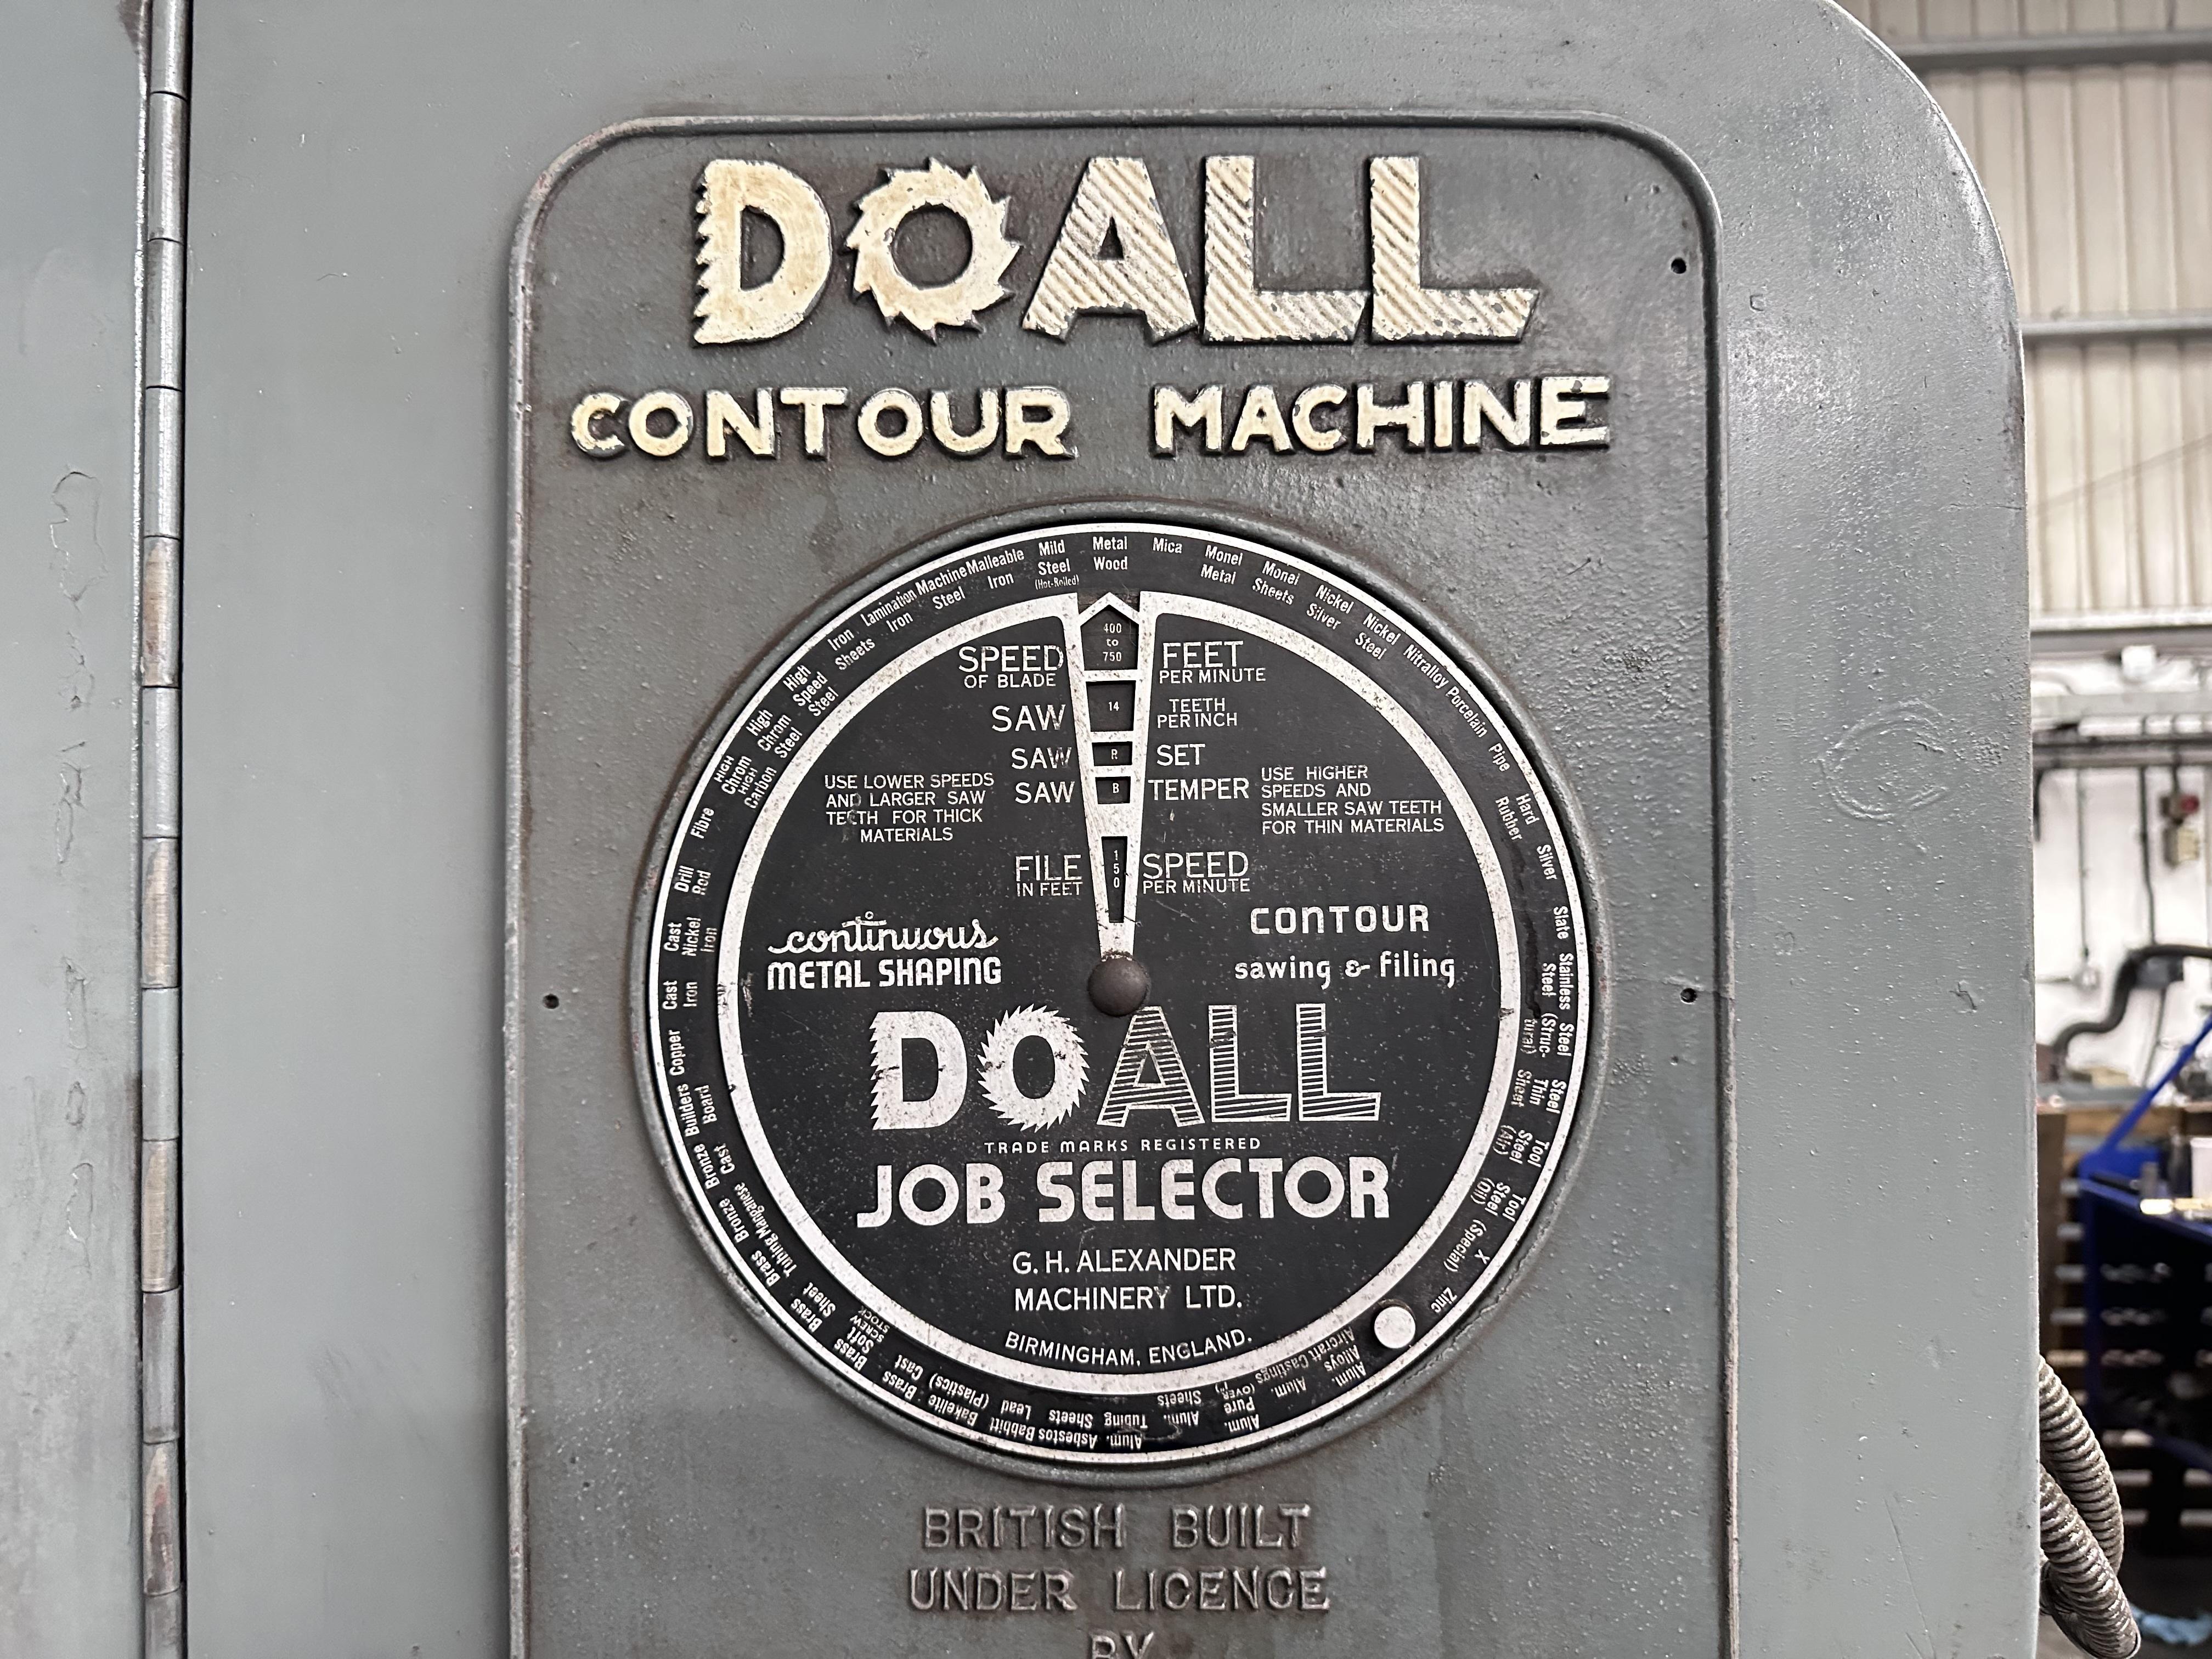 DOALL
CONTOUR MACHINE
Metal
Wood
Mica
Monel
Metal
Monel
Sheets
Nickel
Silver
Nickel
Steel
Nitralloy
Porcelain
Pipe
Hard
Rubber
Silver
Slate
Stainless
Steel
Steel
(Struc-
tural)
Steel
Thin
Sheet
Tool
Steel
(Air)
Tool
Steel
(Oil)
X
(Special)
Zinc
Alum.
Alloys
Aircraft
Alum.
Castings
Alum.
Pure
(OVER
Alum.
Sheets
Alum.
Tubing
Asbestos
Sheets
Babbitt
Lead
Bakelite
(Plastics)
Brass
Cast
Brass
Soft
SCREW
STOCK
Brass
Sheet
Brass
Tubing
Bronze
Manganese
Bronze
Cast
Builders
Board
Copper
Cast
Iron
Cast
Nickel
Iron
Drill
Rod
Fibre
HIGH
Chrom
HIGH
Carbon
High
Chrom
Steel
High
Speed
Steel
Iron
Sheets
Lamination
Iron
Machine
Steel
Malleable
Iron
Mild
Steel
(Hot-Rolled)
SPEED 400 to 750 FEET
OF BLADE PER MINUTE
SAW 14 TEETH
PER INCH
SAW R SET
SAW B TEMPER
USE LOWER SPEEDS
AND LARGER SAW
TEETH FOR THICK
MATERIALS
USE HIGHER
SPEEDS AND
SMALLER SAW TEETH
FOR THIN MATERIALS
FILE 150 SPEED
IN FEET PER MINUTE
continuous
METAL SHAPING
CONTOUR
sawing & filing
DOALL
TRADE MARKS REGISTERED
JOB SELECTOR
G. H. ALEXANDER
MACHINERY LTD.
BIRMINGHAM, ENGLAND.
BRITISH BUILT
UNDER LICENCE
BY